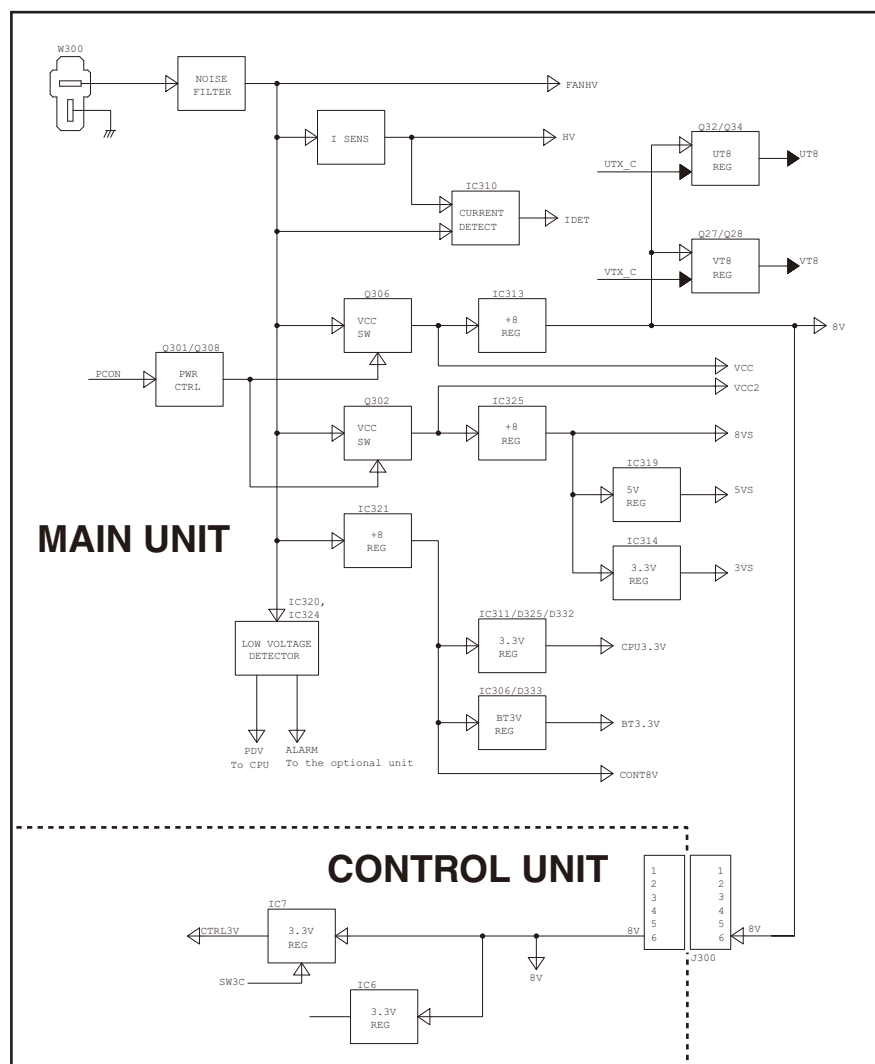 W300
NOISE
FILTER
FANHV
I SENS
HV
IC310
CURRENT
DETECT
IDET
Q32/Q34
UTX_C
UT8
REG
UT8
Q27/Q28
VTX_C
VT8
REG
VT8
Q306
VCC
SW
IC313
+8
REG
8V
VCC
Q301/Q308
PCON
PWR
CTRL
VCC2
Q302
VCC
SW
IC325
+8
REG
8VS
IC319
5V
REG
5VS
IC314
3.3V
REG
3VS
MAIN UNIT
IC321
+8
REG
IC320,
IC324
LOW VOLTAGE
DETECTOR
PDV
To CPU
ALARM
To the optional unit
IC311/D325/D332
3.3V
REG
CPU3.3V
IC306/D333
BT3V
REG
BT3.3V
CONT8V
CONTROL UNIT
IC7
CTRL3V
3.3V
REG
SW3C
IC6
3.3V
REG
8V
8V
1
2
3
4
5
6
1
2
3
4
5
6
8V
J300